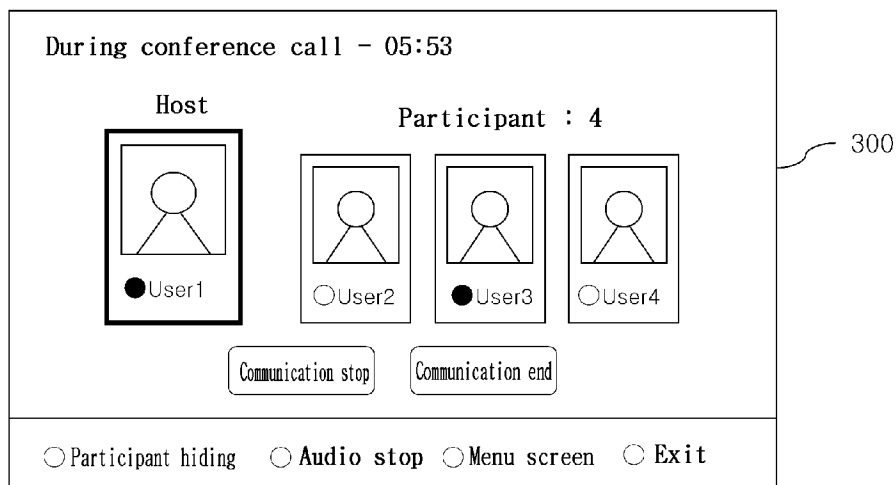 During conference call - 05:53
Host
Participant : 4
300
User1
User2
User3
User4
Communication stop
Communication end
Participant hiding
Audio stop
Menu screen
Exit